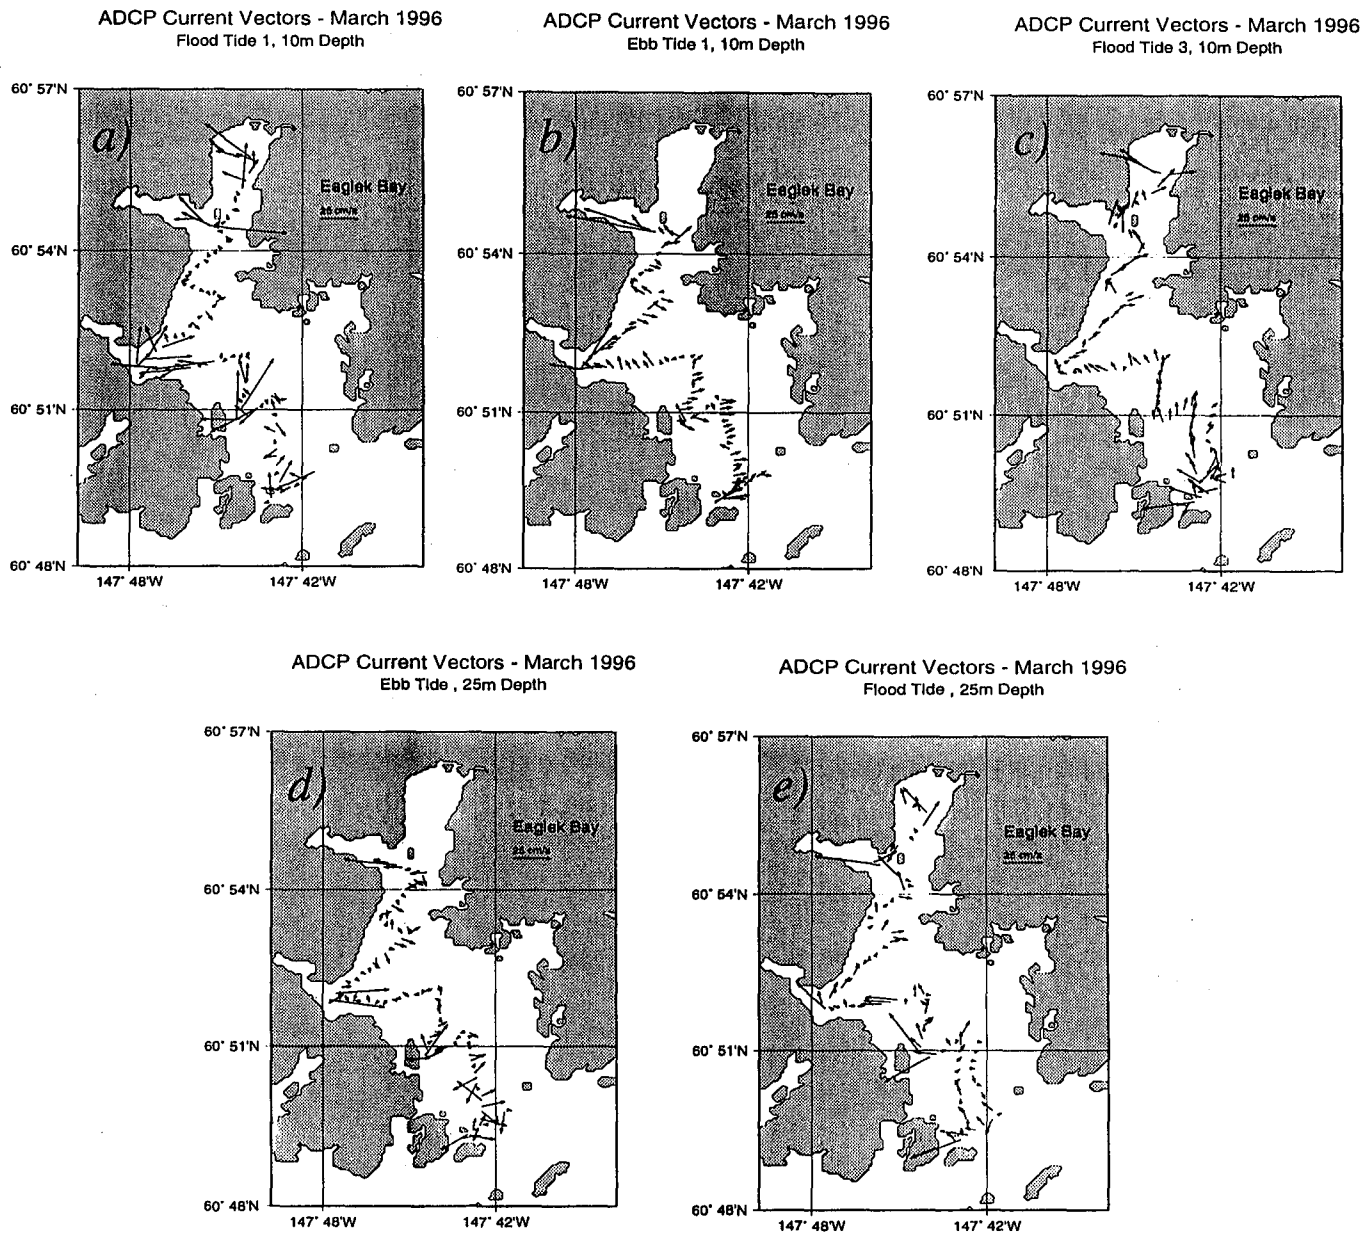 ADCP Current Vectors - March 1996
Flood Tide 1, 10m Depth
60° 57'N
a)
Eaglek Bay
25 cm/s
60° 54'N
60° 51'N
60° 48'N
147° 48'W
147° 42'W
ADCP Current Vectors - March 1996
Ebb Tide 1, 10m Depth
60° 57'N
b)
Eaglek Bay
25 cm/s
60° 54'N
60° 51'N
60° 48'N
147° 48'W
147° 42'W
ADCP Current Vectors - March 1996
Flood Tide 3, 10m Depth
60° 57'N
c)
Eaglek Bay
25 cm/s
60° 54'N
60° 51'N
60° 48'N
147° 48'W
147° 42'W
ADCP Current Vectors - March 1996
Ebb Tide , 25m Depth
60° 57'N
d)
Eaglek Bay
25 cm/s
60° 54'N
60° 51'N
60° 48'N
147° 48'W
147° 42'W
ADCP Current Vectors - March 1996
Flood Tide , 25m Depth
60° 57'N
e)
Eaglek Bay
25 cm/s
60° 54'N
60° 51'N
60° 48'N
147° 48'W
147° 42'W